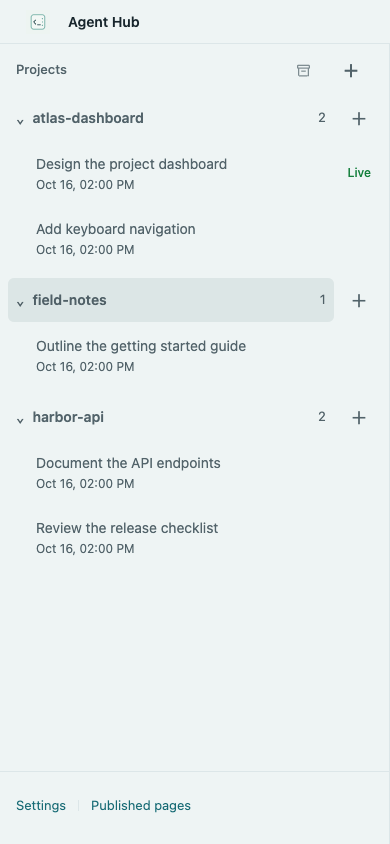 Agent Hub
Projects
atlas-dashboard 2
Design the project dashboard
Oct 16, 02:00 PM
Live
Add keyboard navigation
Oct 16, 02:00 PM
field-notes 1
Outline the getting started guide
Oct 16, 02:00 PM
harbor-api 2
Document the API endpoints
Oct 16, 02:00 PM
Review the release checklist
Oct 16, 02:00 PM
Settings Published pages